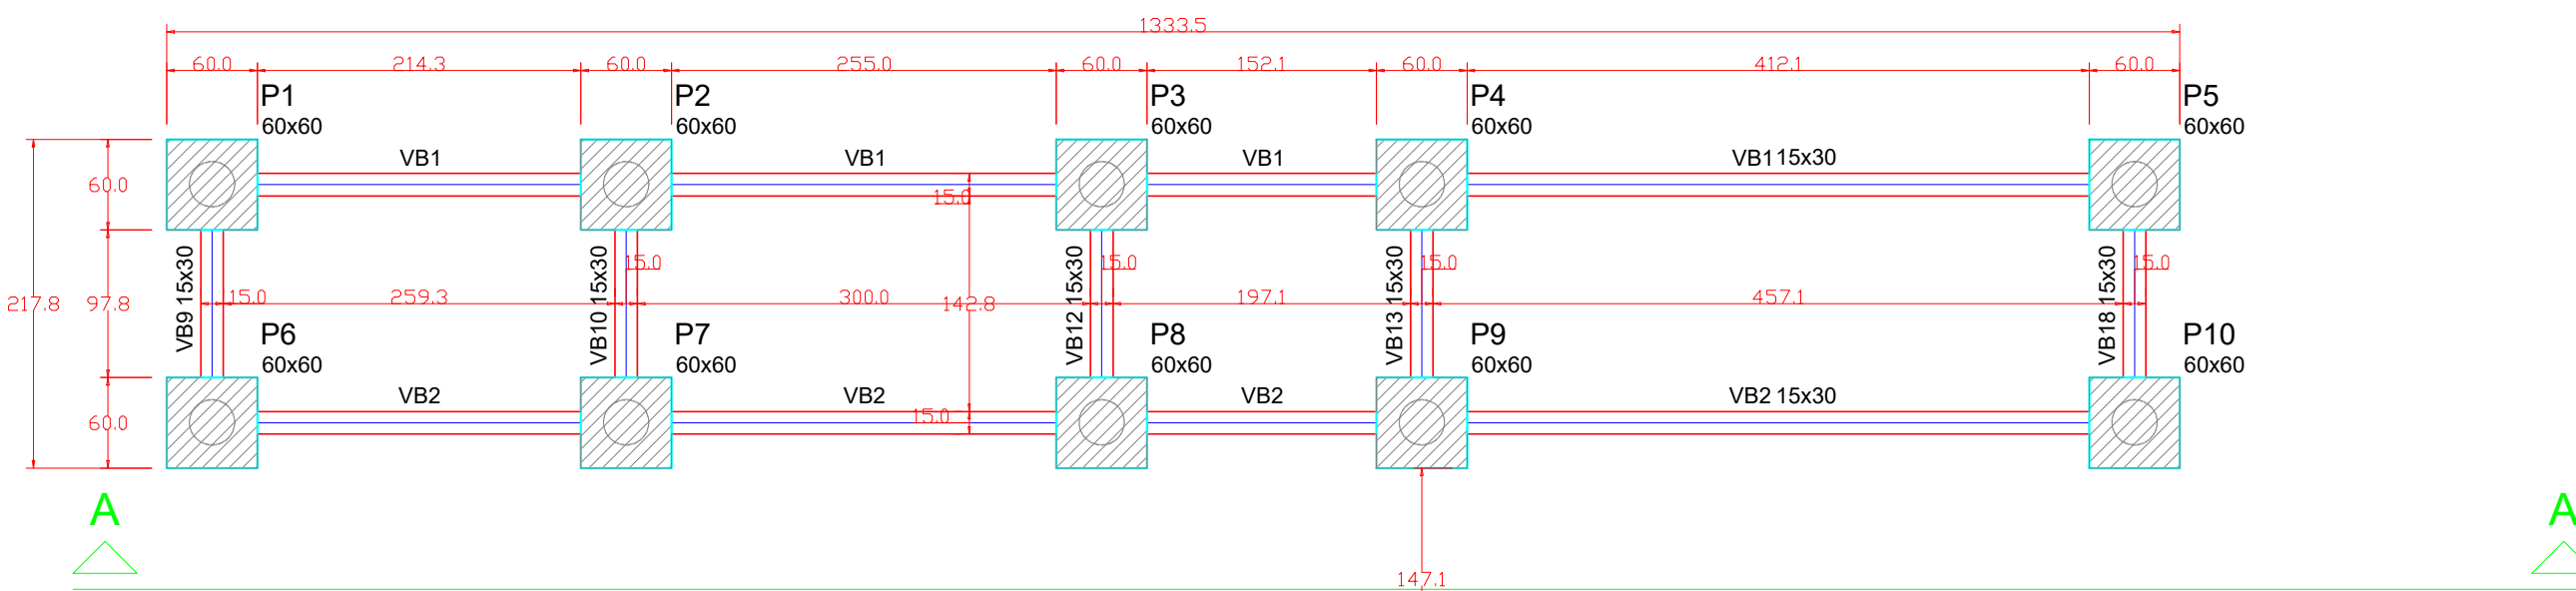 1333.5
60.0 214.3 60.0 255.0 60.0 152.1 60.0 412.1 60.0
P1 P2 P3 P4 P5
60x60 60x60 60x60 60x60 60x60
VB1 VB1 VB1 VB115x30
60.0
15.0
VB9 15x30 VB10 15x30 VB12 15x30 VB13 15x30 VB18 15x30
15.0 15.0 15.0 15.0
217.8 97.8 15.0 259.3 300.0 142.8 197.1 457.1
P6 P7 P8 P9 P10
60x60 60x60 60x60 60x60 60x60
VB2 VB2 VB2 VB2 15x30
60.0 15.0
A A
147.1